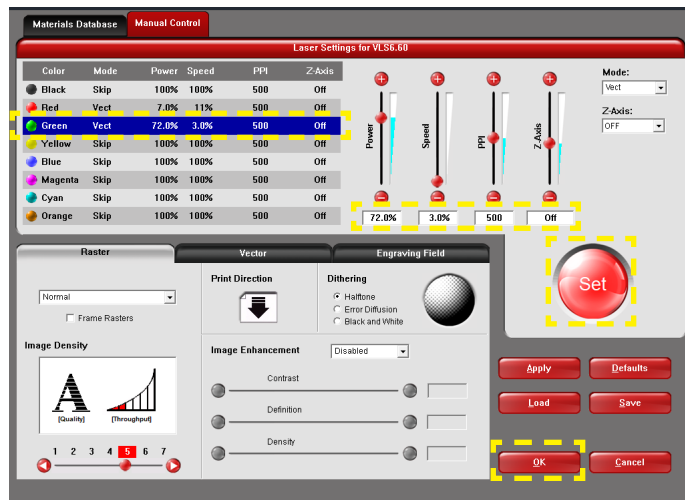 Materials Database Manual Control
Laser Settings for VLS6.60
Color Mode Power Speed PPI Z-Axis
Black Skip 100% 100% 500 Off
Red Vect 7.0% 11% 500 Off
Green Vect 72.0% 3.0% 500 Off
Yellow Skip 100% 100% 500 Off
Blue Skip 100% 100% 500 Off
Magenta Skip 100% 100% 500 Off
Cyan Skip 100% 100% 500 Off
Orange Skip 100% 100% 500 Off
Power Speed PPI Z-Axis
72.0% 3.0% 500 Off
Mode:
Vect
Z-Axis:
OFF
Set
Raster Vector Engraving Field
Normal
Frame Rasters
Print Direction
Dithering
Halftone
Error Diffusion
Black and White
Image Density
A
[Quality] [Throughput]
1 2 3 4 5 6 7
Image Enhancement Disabled
Contrast
Definition
Density
Apply Defaults
Load Save
OK Cancel